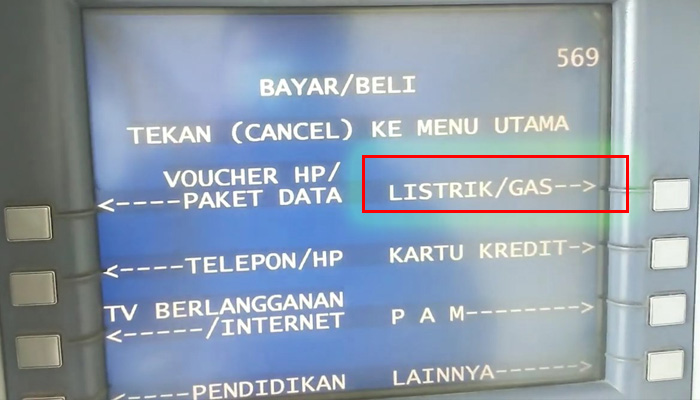 569
BAYAR/BELI
TEKAN (CANCEL) KE MENU UTAMA
VOUCHER HP/
<----PAKET DATA
LISTRIK/GAS-->
<----TELEPON/HP
KARTU KREDIT->
TV BERLANGGANAN
<-----/INTERNET
P A M-------->
<----PENDIDIKAN
LAINNYA------>